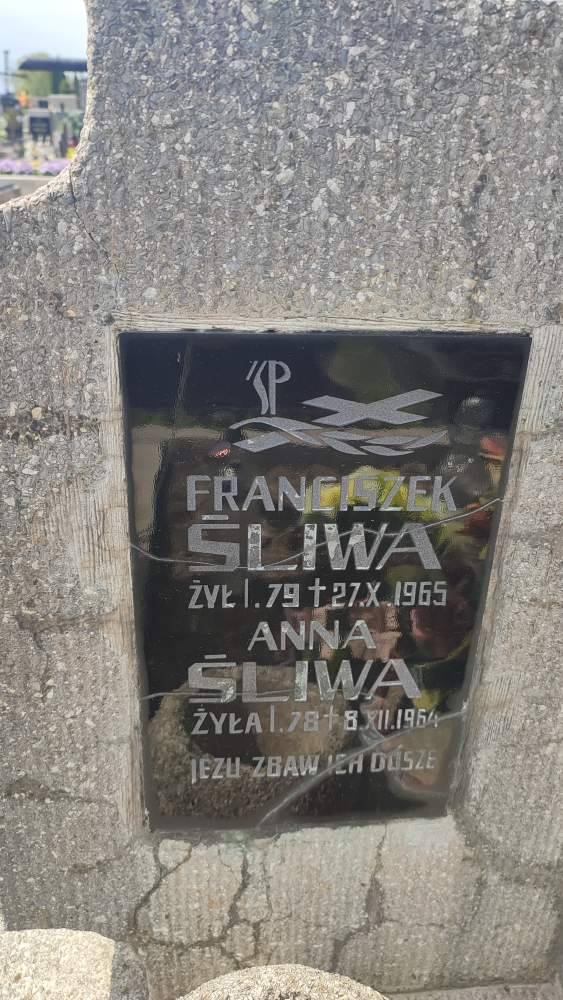 ŚP
FRANCISZEK
ŚLIWA
ŻYŁ l.79 † 27.X.1965
ANNA
ŚLIWA
ŻYŁA l.78 † 8.XII.1964
JEZU ZBAW ICH DUSZE